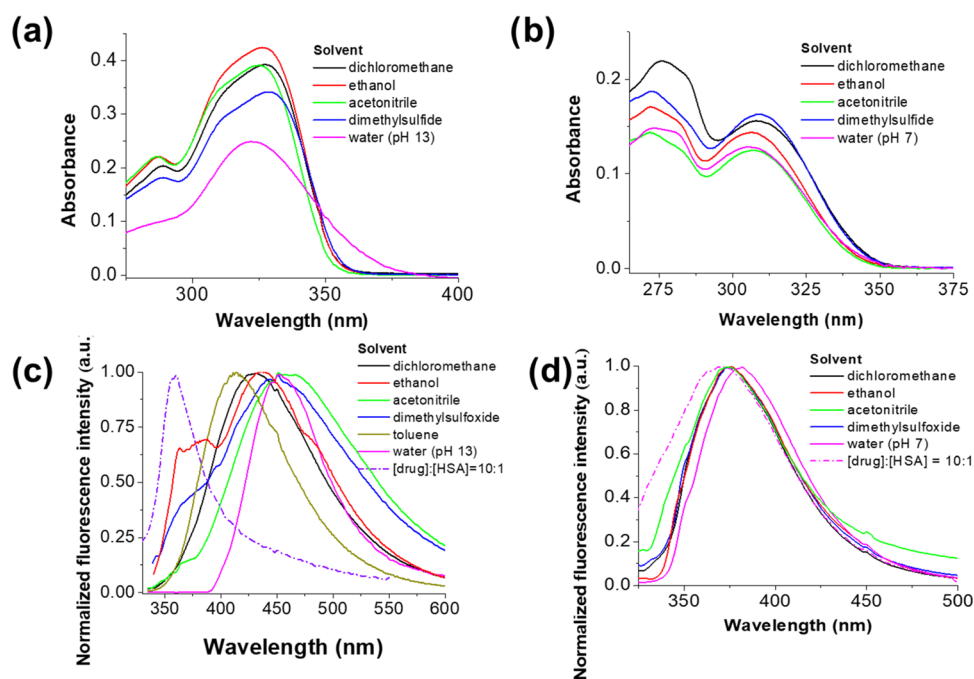 (a)
Solvent
dichloromethane
ethanol
acetonitrile
dimethylsulfide
water (pH 13)
Absorbance
0.4
0.3
0.2
0.1
0.0
300
350
400
Wavelength (nm)
(b)
Solvent
dichloromethane
ethanol
acetonitrile
dimethylsulfide
water (pH 7)
Absorbance
0.2
0.1
0.0
275
300
325
350
375
Wavelength (nm)
(c)
Solvent
dichloromethane
ethanol
acetonitrile
dimethylsulfoxide
toluene
water (pH 13)
[drug]:[HSA]=10:1
Normalized fluorescence intensity (a.u.)
1.00
0.75
0.50
0.25
0.00
350
400
450
500
550
600
Wavelength (nm)
(d)
Solvent
dichloromethane
ethanol
acetonitrile
dimethylsulfoxide
water (pH 7)
[drug]:[HSA] = 10:1
Normalized fluorescence intensity (a.u.)
1.0
0.8
0.6
0.4
0.2
0.0
350
400
450
500
Wavelength (nm)